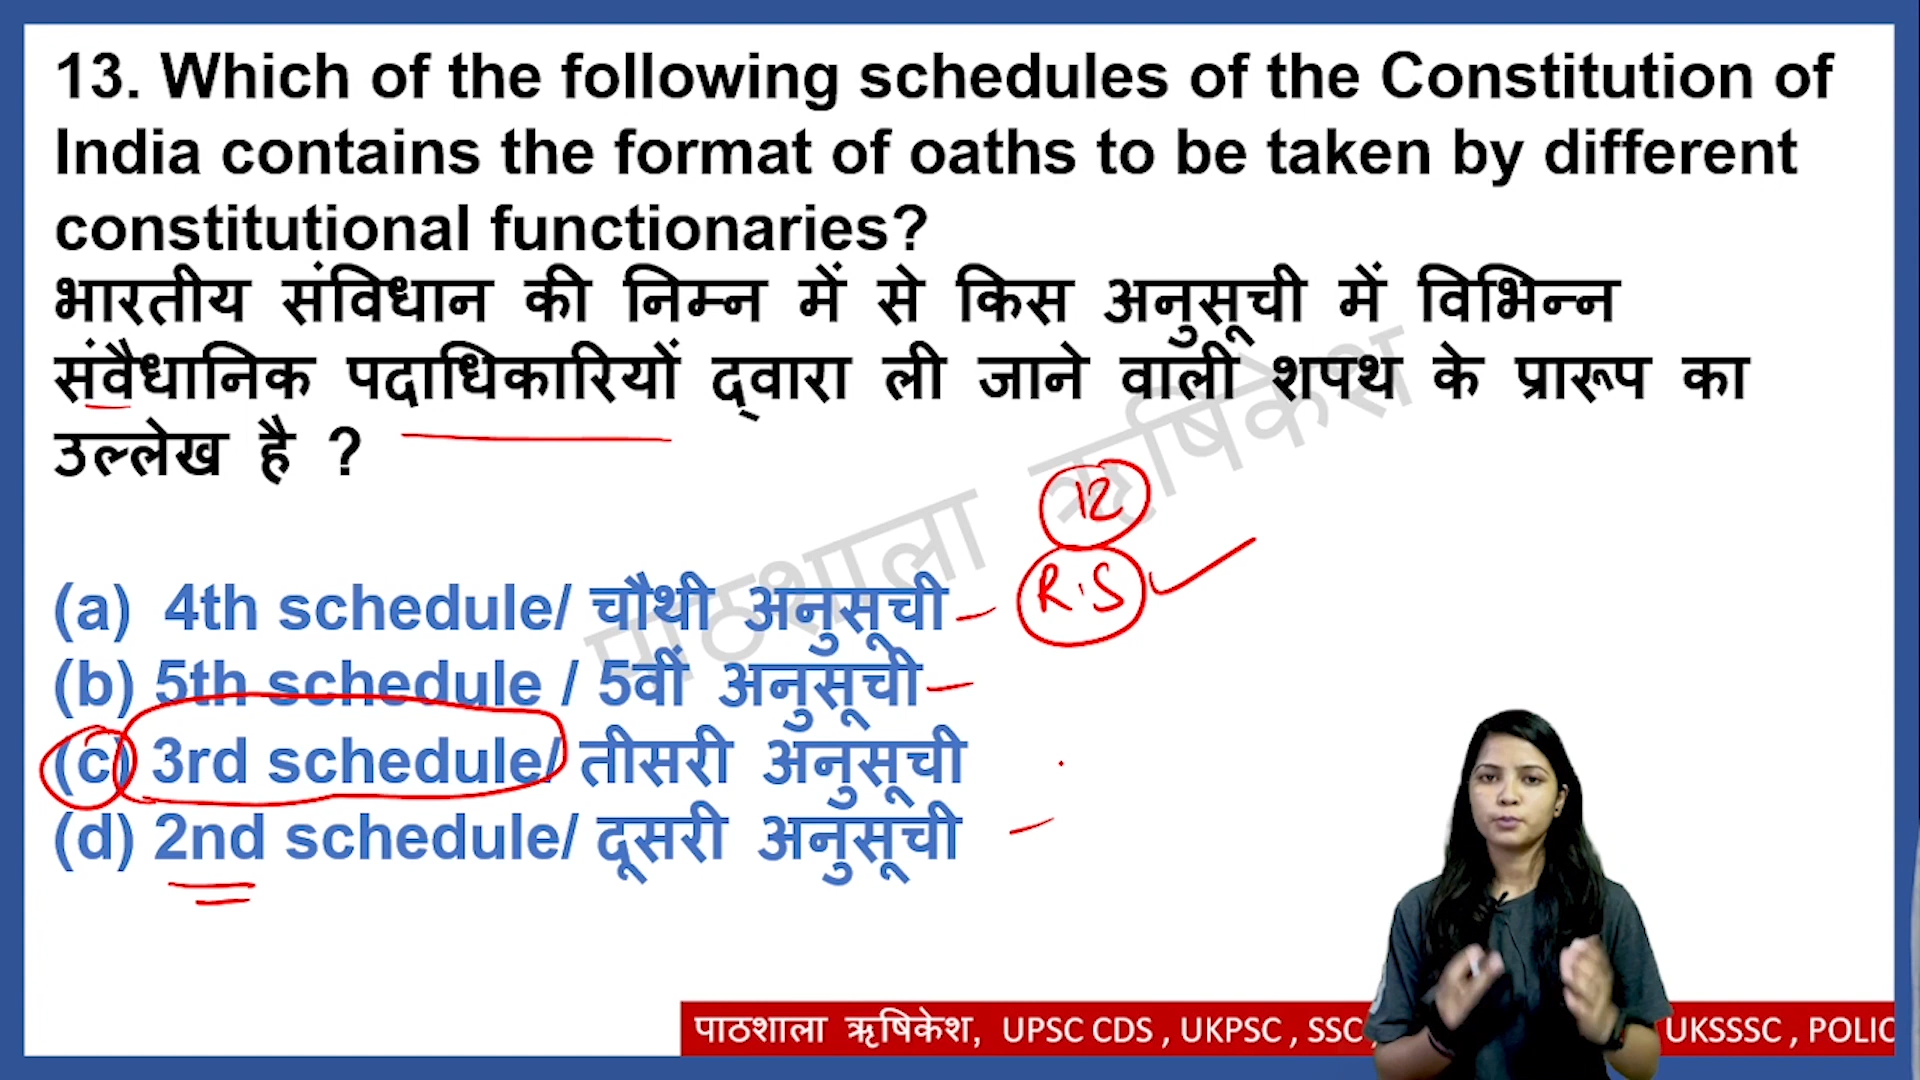 13. Which of the following schedules of the Constitution of
India contains the format of oaths to be taken by different
constitutional functionaries?
भारतीय संविधान की निम्न में से किस अनुसूची में विभिन्न
संवैधानिक पदाधिकारियों द्वारा ली जाने वाली शपथ के प्रारूप का
उल्लेख है ?
पाठशाला ऋषिकेश
12
R.S
(a) 4th schedule/ चौथी अनुसूची
(b) 5th schedule / 5वीं अनुसूची
(c) 3rd schedule/ तीसरी अनुसूची
(d) 2nd schedule/ दूसरी अनुसूची
पाठशाला ऋषिकेश, UPSC CDS , UKPSC , SSC , UKSSSC , POLIC